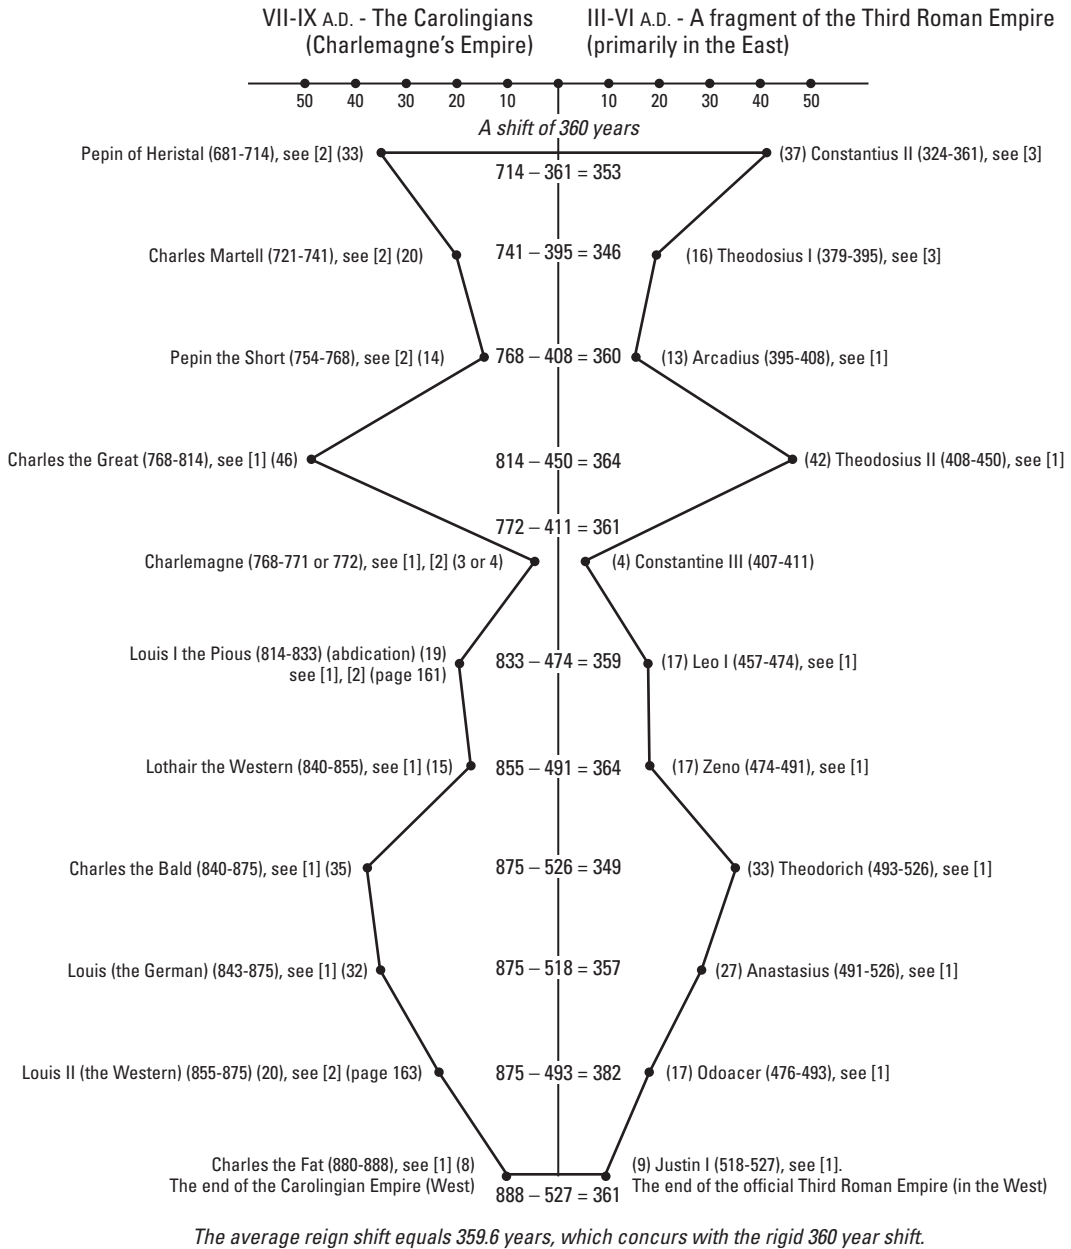 VII-IX A.D. - The Carolingians
(Charlemagne's Empire)
III-VI A.D. - A fragment of the Third Roman Empire
(primarily in the East)
50 40 30 20 10 10 20 30 40 50
A shift of 360 years
Pepin of Heristal (681-714), see [2] (33)
714 – 361 = 353
(37) Constantius II (324-361), see [3]
Charles Martell (721-741), see [2] (20)
741 – 395 = 346
(16) Theodosius I (379-395), see [3]
Pepin the Short (754-768), see [2] (14)
768 – 408 = 360
(13) Arcadius (395-408), see [1]
Charles the Great (768-814), see [1] (46)
814 – 450 = 364
(42) Theodosius II (408-450), see [1]
772 – 411 = 361
Charlemagne (768-771 or 772), see [1], [2] (3 or 4)
(4) Constantine III (407-411)
Louis I the Pious (814-833) (abdication) (19)
see [1], [2] (page 161)
833 – 474 = 359
(17) Leo I (457-474), see [1]
Lothair the Western (840-855), see [1] (15)
855 – 491 = 364
(17) Zeno (474-491), see [1]
Charles the Bald (840-875), see [1] (35)
875 – 526 = 349
(33) Theodorich (493-526), see [1]
Louis (the German) (843-875), see [1] (32)
875 – 518 = 357
(27) Anastasius (491-526), see [1]
Louis II (the Western) (855-875) (20), see [2] (page 163)
875 – 493 = 382
(17) Odoacer (476-493), see [1]
Charles the Fat (880-888), see [1] (8)
The end of the Carolingian Empire (West)
888 – 527 = 361
(9) Justin I (518-527), see [1].
The end of the official Third Roman Empire (in the West)
The average reign shift equals 359.6 years, which concurs with the rigid 360 year shift.